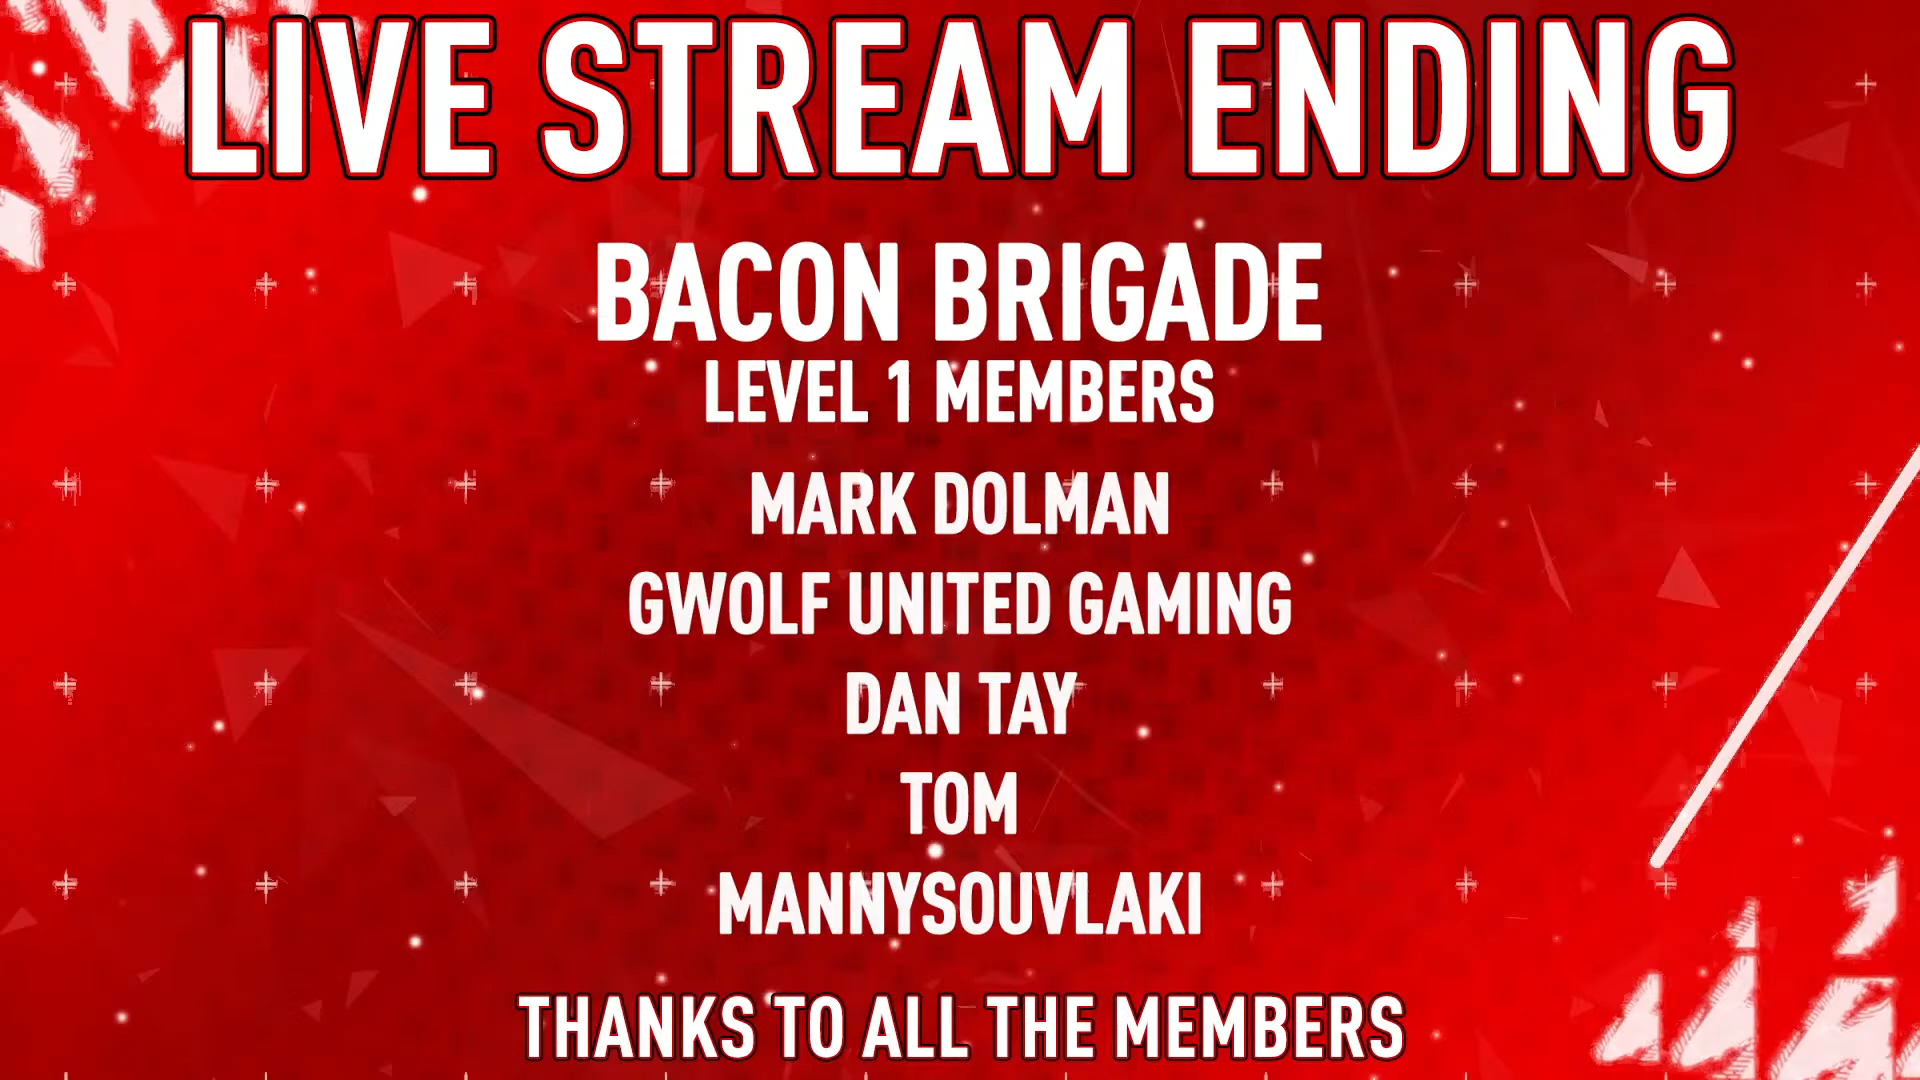 LIVE STREAM ENDING
BACON BRIGADE
LEVEL 1 MEMBERS
MARK DOLMAN
GWOLF UNITED GAMING
DAN TAY
TOM
MANNYSOUVLAKI
THANKS TO ALL THE MEMBERS